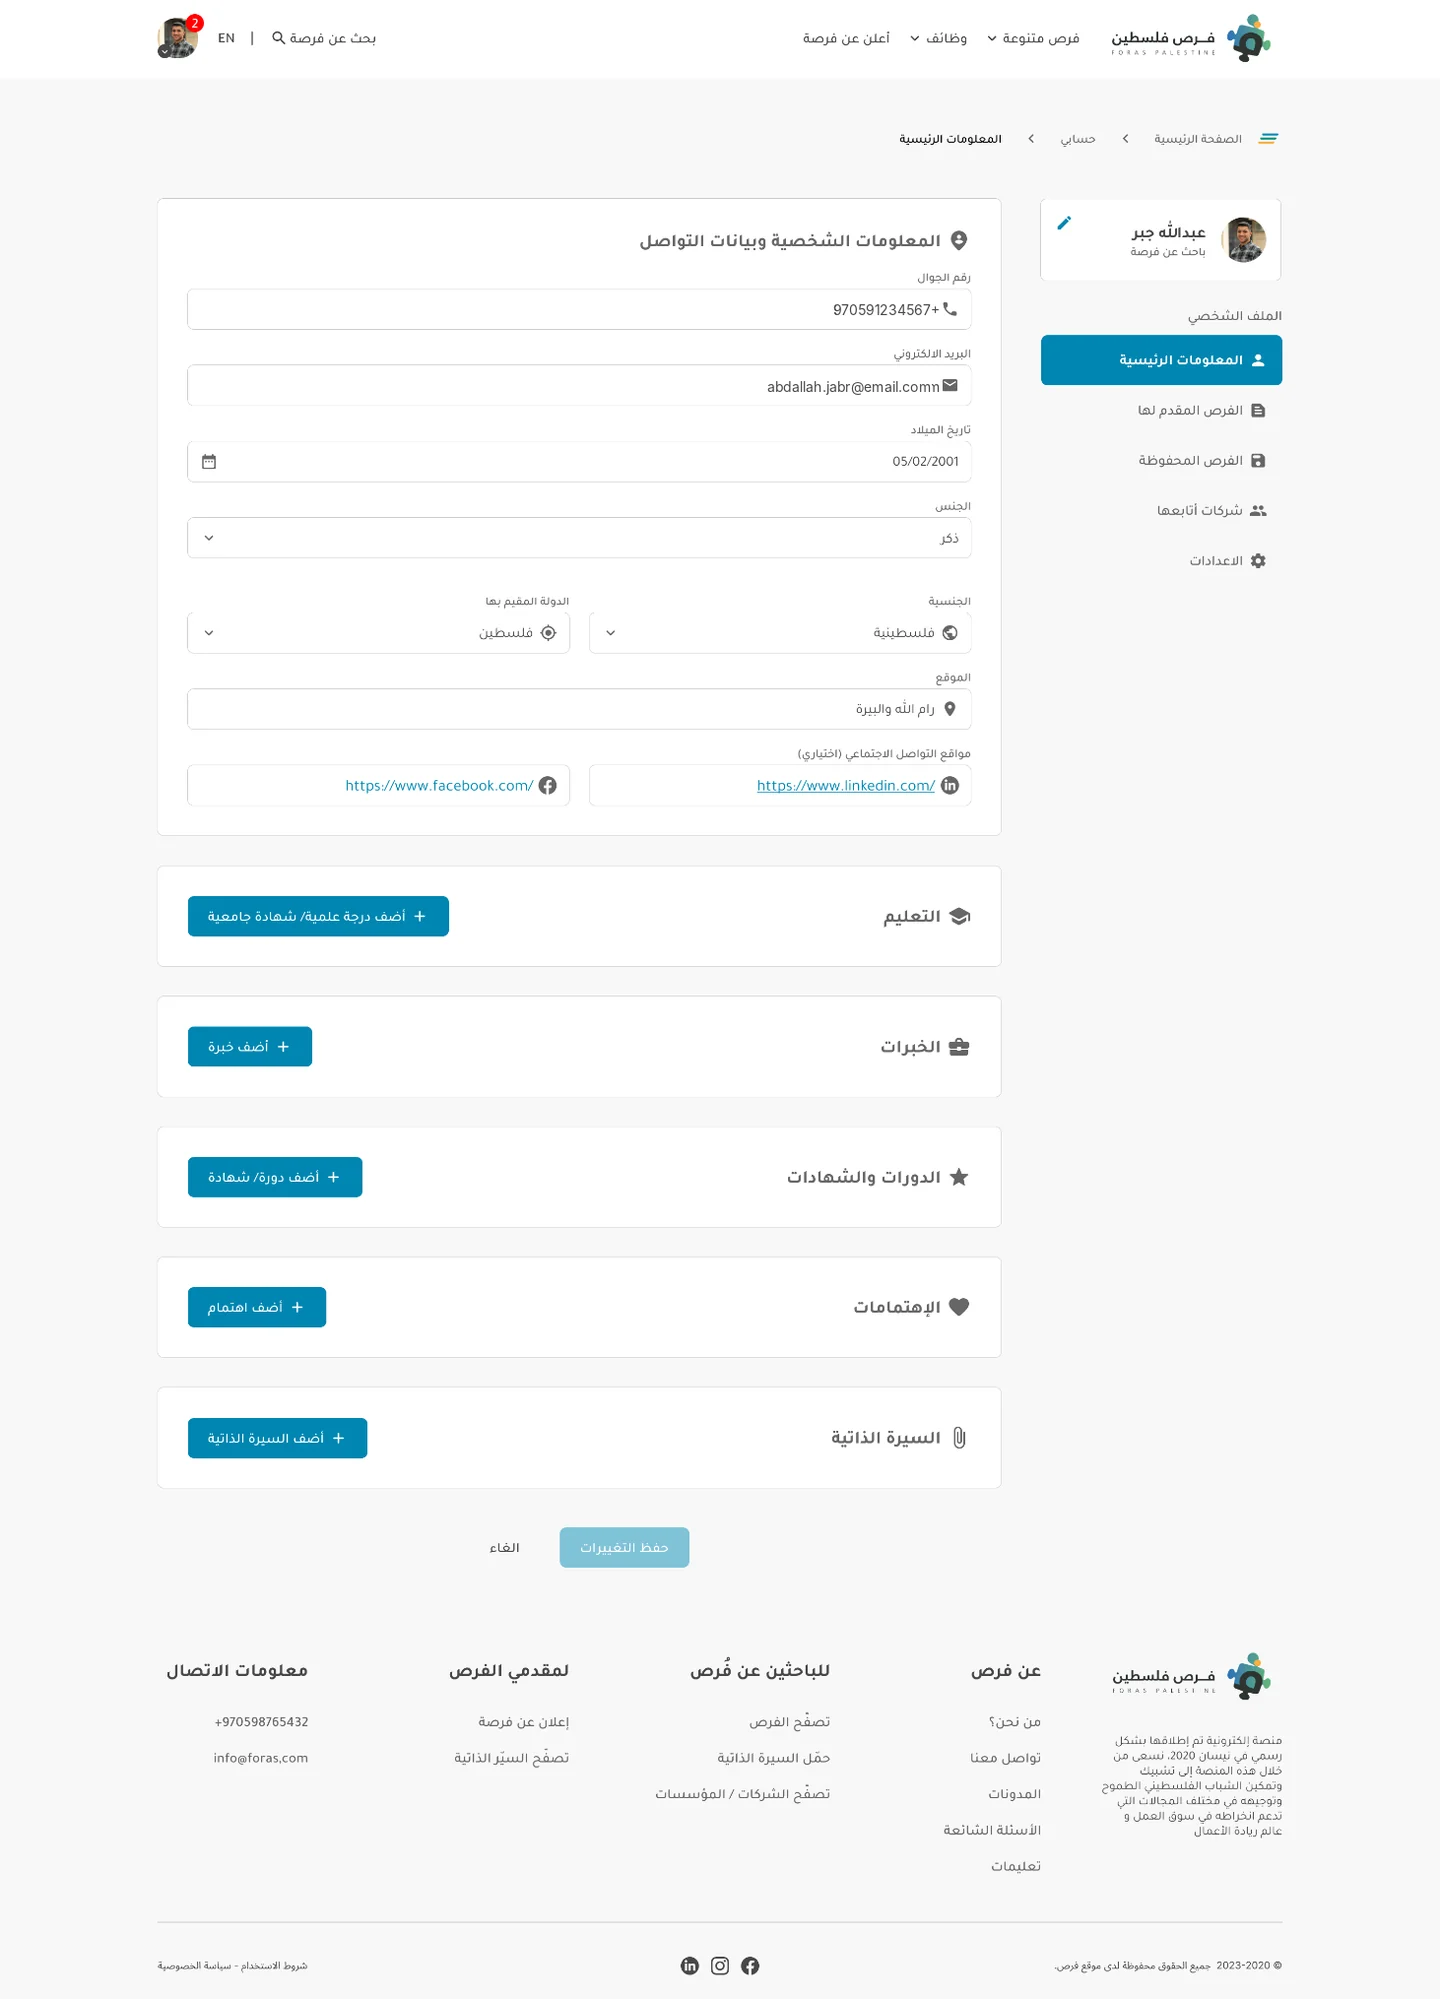 فـرص فلسطين
FORAS PALESTINE
فرص متنوعة
وظائف
أعلن عن فرصة
بحث عن فرصة
|
EN
2
الصفحة الرئيسية
حسابي
المعلومات الرئيسية
عبدالله جبر
باحث عن فرصة
الملف الشخصي
المعلومات الرئيسية
الفرص المقدم لها
الفرص المحفوظة
شركات أتابعها
الاعدادات
المعلومات الشخصية وبيانات التواصل
رقم الجوال
970591234567+
البريد الالكتروني
abdallah.jabr@email.comm
تاريخ الميلاد
05/02/2001
الجنس
ذكر
الجنسية
الدولة المقيم بها
فلسطينية
فلسطين
الموقع
رام الله والبيرة
مواقع التواصل الاجتماعي (اختياري)
https://www.linkedin.com/
https://www.facebook.com/
التعليم
+ أضف درجة علمية/ شهادة جامعية
الخبرات
+ أضف خبرة
الدورات والشهادات
+ أضف دورة/ شهادة
الإهتمامات
+ أضف اهتمام
السيرة الذاتية
+ أضف السيرة الذاتية
حفظ التغييرات
الغاء
فـرص فلسطين
FORAS PALESTINE
منصة إلكترونية تم إطلاقها بشكل
رسمي في نيسان 2020، نسعى من
خلال هذه المنصة إلى تشبيك
وتمكين الشباب الفلسطيني الطموح
وتوجيهه في مختلف المجالات التي
تدعم انخراطه في سوق العمل و
عالم ريادة الأعمال
عن فرص
من نحن؟
تواصل معنا
المدونات
الأسئلة الشائعة
تعليمات
للباحثين عن فُرص
تصفّح الفرص
حمّل السيرة الذاتية
تصفّح الشركات / المؤسسات
لمقدمي الفرص
إعلان عن فرصة
تصفّح السيَر الذاتية
معلومات الاتصال
+970598765432
info@foras,com
© 2020-2023 جميع الحقوق محفوظة لدى موقع فرص.
شروط الاستخدام - سياسة الخصوصية